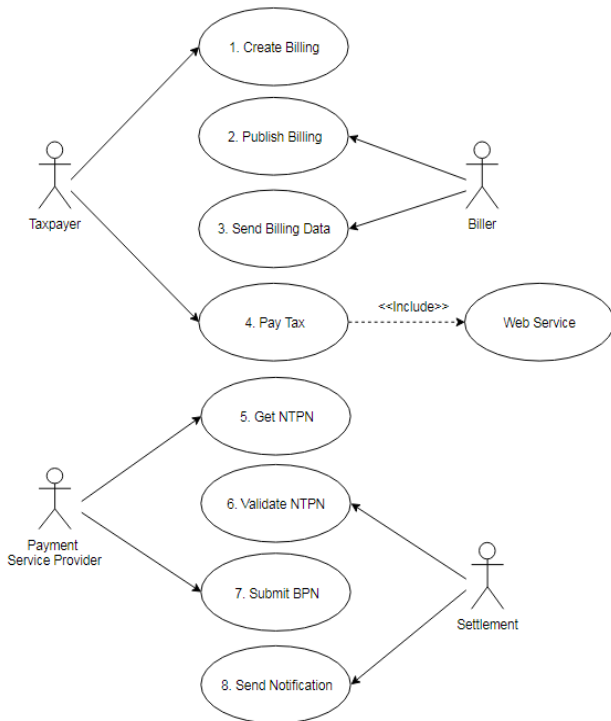 1. Create Billing
2. Publish Billing
Taxpayer
Biller
3. Send Billing Data
<<Include>>
4. Pay Tax
Web Service
5. Get NTPN
6. Validate NTPN
Payment
Service Provider
7. Submit BPN
Settlement
8. Send Notification